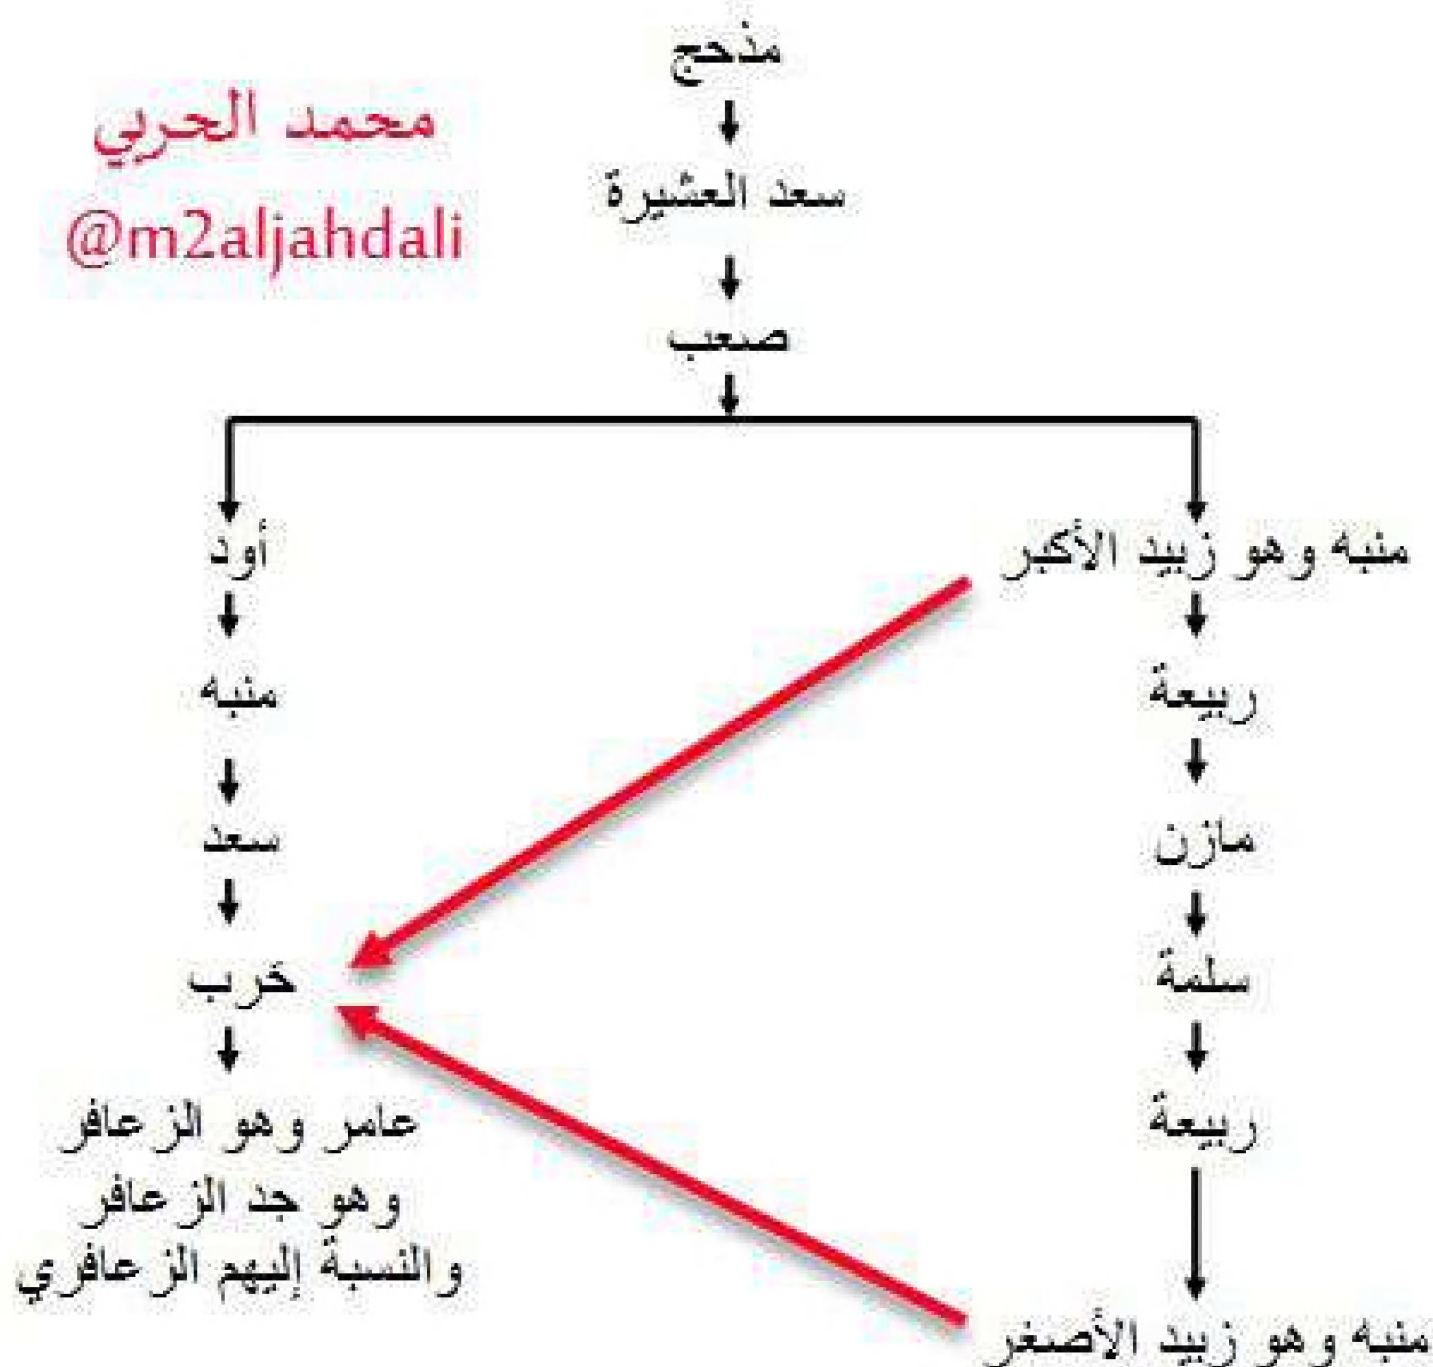 مذحج
محمد الحربي
@m2aljahdali
سعد العشيرة
صعب
منبه وهو زبيد الأكبر
أود
ربيعة
منبه
مازن
سعد
سلمة
خرب
ربيعة
عامر وهو الزعافر
وهو جد الزعافر
والنسبة إليهم الزعافري
منبه وهو زبيد الأصغر